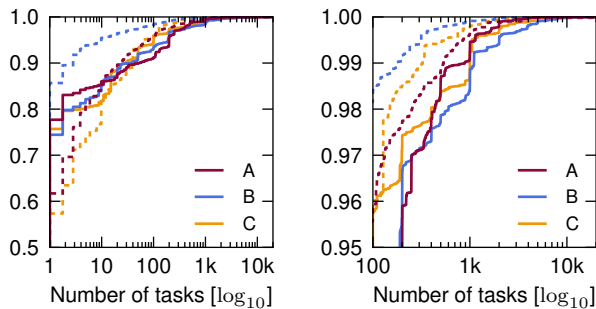 1
0.9
0.8
0.7
0.6
0.5
1 10 100 1k 10k
Number of tasks [log10]
A
B
C
1.00
0.99
0.98
0.97
0.96
0.95
100 1k 10k
Number of tasks [log10]
A
B
C